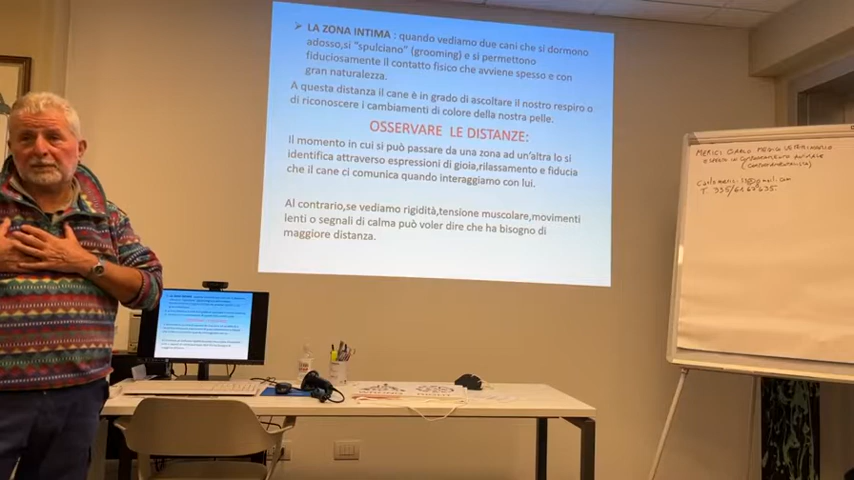 ➢ LA ZONA INTIMA : quando vediamo due cani che si dormono
adosso,si "spulciano" (grooming) e si permettono
fiduciosamente il contatto fisico che avviene spesso e con
gran naturalezza.
A questa distanza il cane è in grado di ascoltare il nostro respiro o
di riconoscere i cambiamenti di colore della nostra pelle.
OSSERVARE LE DISTANZE:
Il momento in cui si può passare da una zona ad un'altra lo si
identifica attraverso espressioni di gioia,rilassamento e fiducia
che il cane ci comunica quando interagiamo con lui.
Al contrario,se vediamo rigidità,tensione muscolare,movimenti
lenti o segnali di calma può voler dire che ha bisogno di
maggiore distanza.
MERICI CARLO MEDICO VETERINARIO